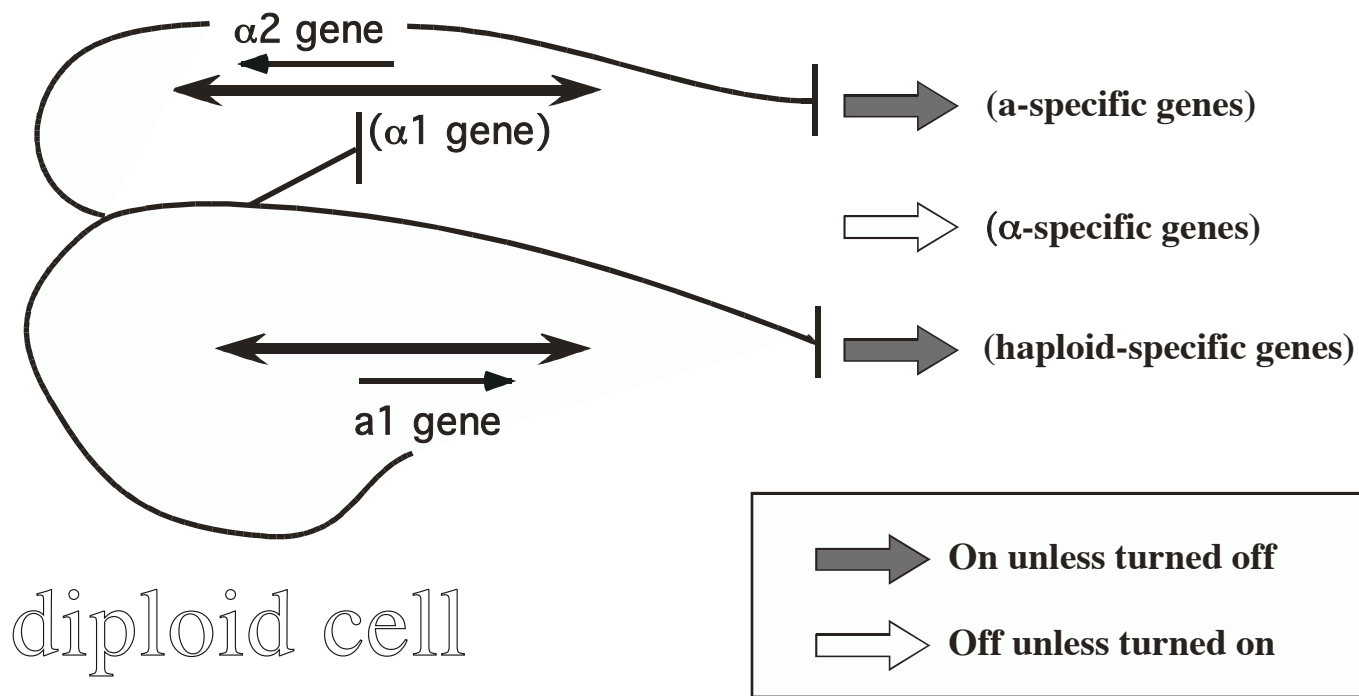 α2 gene
(α1 gene)
(a-specific genes)
(α-specific genes)
(haploid-specific genes)
a1 gene
On unless turned off
Off unless turned on
diploid cell